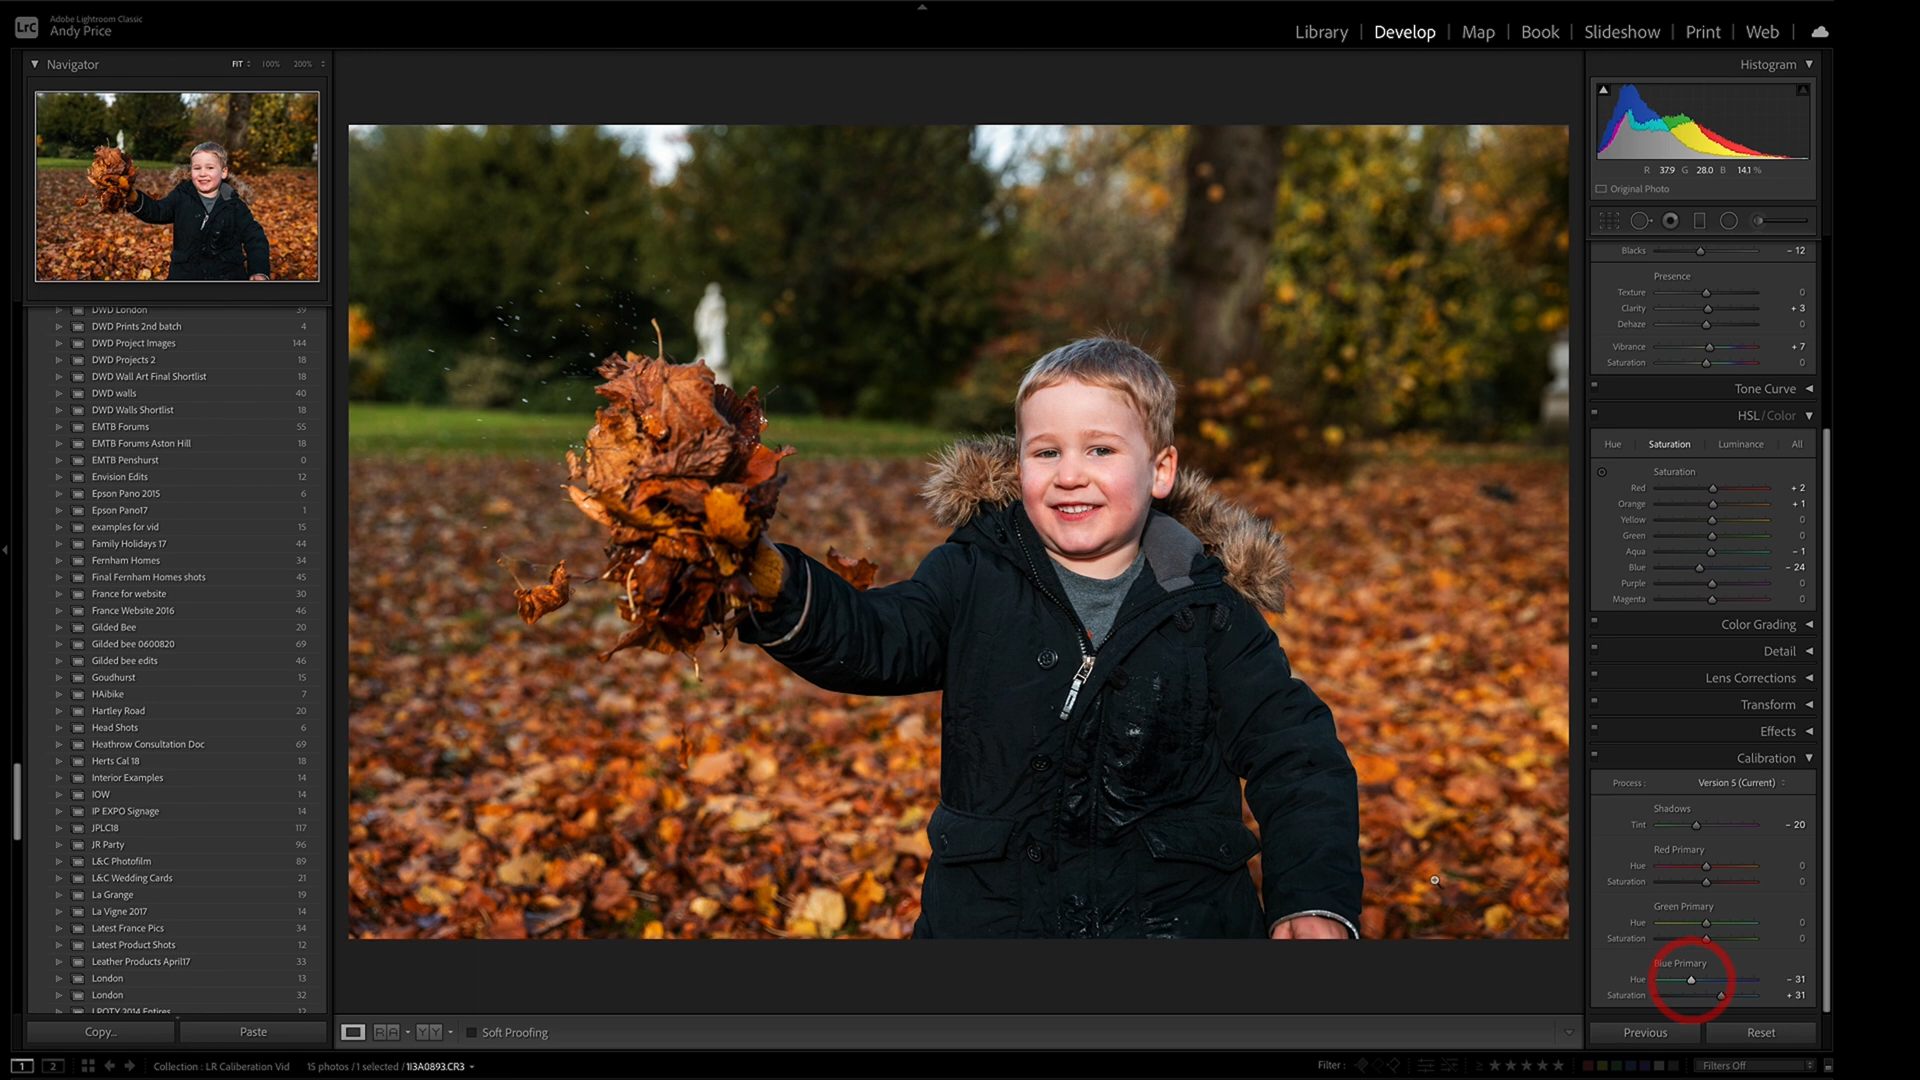 LrC
Adobe Lightroom Classic
Andy Price
Library | Develop | Map | Book | Slideshow | Print | Web
Navigator
FIT
100%
200%
DWD London 39
DWD Prints 2nd batch 4
DWD Project Images 144
DWD Projects 2 18
DWD Wall Art Final Shortlist 18
DWD walls 40
DWD Walls Shortlist 18
EMTB Forums 55
EMTB Forums Aston Hill 18
EMTB Penshurst 0
Envision Edits 12
Epson Pano 2015 6
Epson Pano17 1
examples for vid 15
Family Holidays 17 44
Fernham Homes 34
Final Fernham Homes shots 45
France for website 30
France Website 2016 46
Gilded Bee 20
Gilded bee 0600820 69
Gilded bee edits 46
Goudhurst 15
HAibike 7
Hartley Road 20
Head Shots 6
Heathrow Consultation Doc 69
Herts Cal 18 18
Interior Examples 14
IOW 14
IP EXPO Signage 14
JPLC18 117
JR Party 96
L&C Photofilm 89
L&C Wedding Cards 21
La Grange 19
La Vigne 2017 14
Latest France Pics 34
Latest Product Shots 12
Leather Products April17 33
London 13
London 32
LPOTY 2014 Entires 12
Copy...
Paste
Soft Proofing
Histogram
R 37.9 G 28.0 B 14.1 %
Original Photo
Blacks - 12
Presence
Texture 0
Clarity + 3
Dehaze 0
Vibrance + 7
Saturation 0
Tone Curve
HSL / Color
Hue Saturation Luminance All
Saturation
Red + 2
Orange + 1
Yellow 0
Green 0
Aqua - 1
Blue - 24
Purple 0
Magenta 0
Color Grading
Detail
Lens Corrections
Transform
Effects
Calibration
Process : Version 5 (Current)
Shadows
Tint - 20
Red Primary
Hue 0
Saturation 0
Green Primary
Hue 0
Saturation 0
Blue Primary
Hue - 31
Saturation + 31
Previous
Reset
1 2
Collection : LR Caliberation Vid
15 photos / 1 selected / 1I3A0893.CR3
Filter :
Filters Off